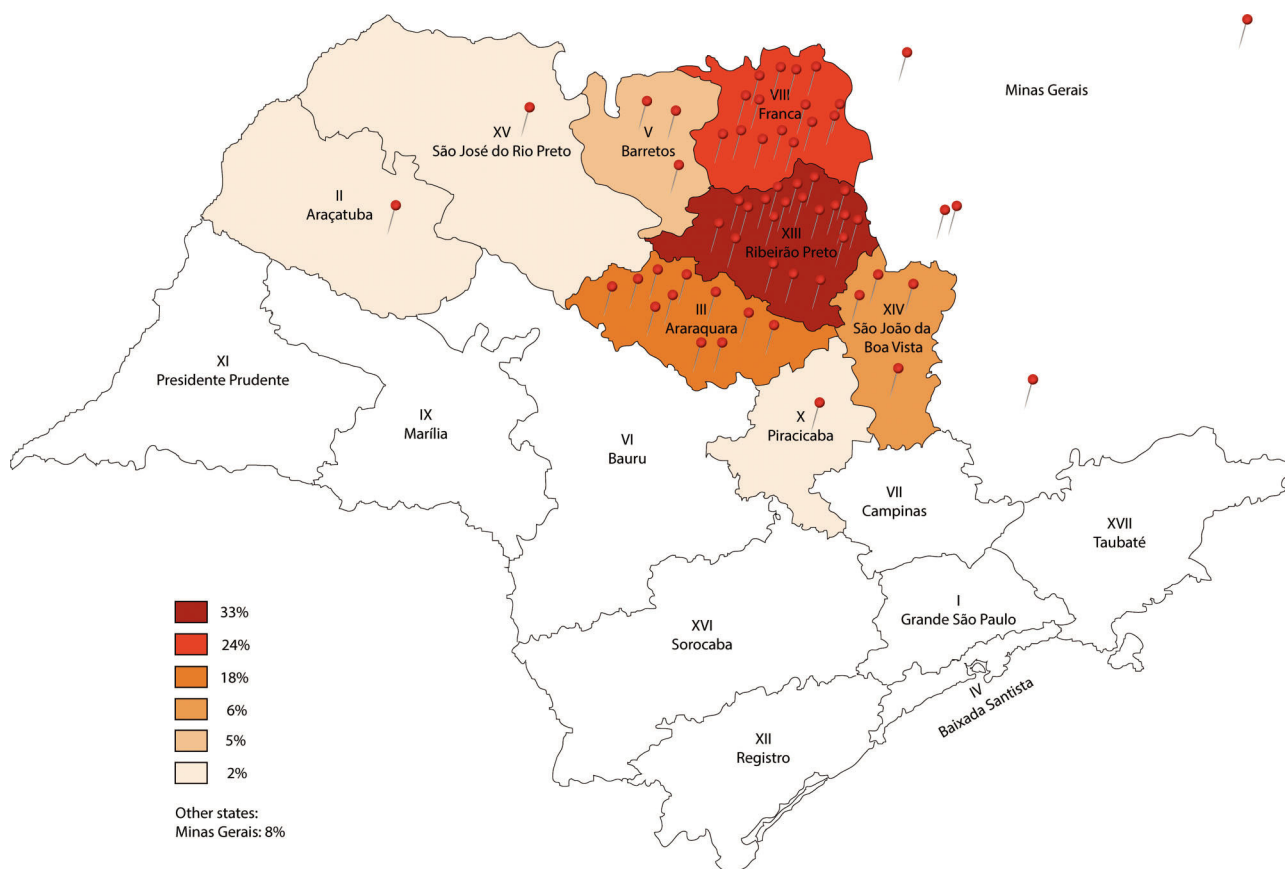 Minas Gerais
VIII
Franca
XV
São José do Rio Preto
V
Barretos
II
Araçatuba
XIII
Ribeirão Preto
III
Araraquara
XIV
São João da
Boa Vista
XI
Presidente Prudente
IX
Marília
X
Piracicaba
VI
Bauru
VII
Campinas
XVII
Taubaté
I
Grande São Paulo
XVI
Sorocaba
IV
Baixada Santista
XII
Registro
33%
24%
18%
6%
5%
2%
Other states:
Minas Gerais: 8%